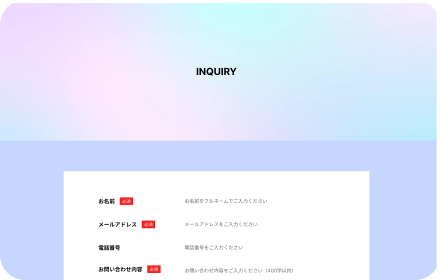 INQUIRY
お名前 必須 お名前をフルネームでご入力ください
メールアドレス 必須 メールアドレスをご入力ください
電話番号 電話番号をご入力ください
お問い合わせ内容 必須 お問い合わせ内容をご入力ください（400字以内）